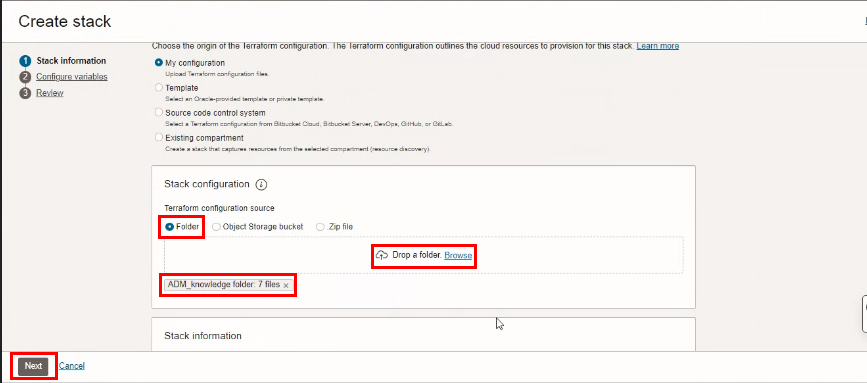 Create stack
Choose the origin of the Terraform configuration. The Terraform configuration outlines the cloud resources to provision for this stack. Learn more
1 Stack information
2 Configure variables
3 Review
My configuration
Upload Terraform configuration files.
Template
Select an Oracle-provided template or private template.
Source code control system
Select a Terraform configuration from Bitbucket Cloud, Bitbucket Server, DevOps, GitHub, or GitLab.
Existing compartment
Create a stack that captures resources from the selected compartment (resource discovery).
Stack configuration i
Terraform configuration source
Folder Object Storage bucket .Zip file
Drop a folder. Browse
ADM_knowledge folder: 7 files ×
Stack information
Next Cancel